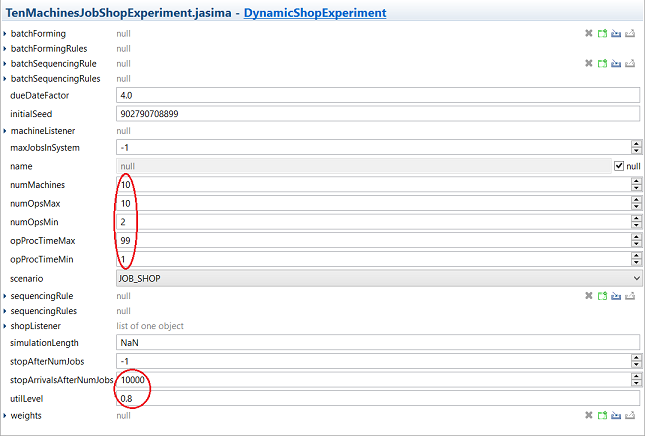 TenMachinesJobShopExperiment.jasima - DynamicShopExperiment
batchForming null
batchFormingRules null
batchSequencingRule null
batchSequencingRules null
dueDateFactor 4.0
initialSeed 902790708899
machineListener null
maxJobsInSystem -1
name null null
numMachines 10
numOpsMax 10
numOpsMin 2
opProcTimeMax 99
opProcTimeMin 1
scenario JOB_SHOP
sequencingRule null
sequencingRules null
shopListener list of one object
simulationLength NaN
stopAfterNumJobs -1
stopArrivalsAfterNumJobs 10000
utilLevel 0.8
weights null